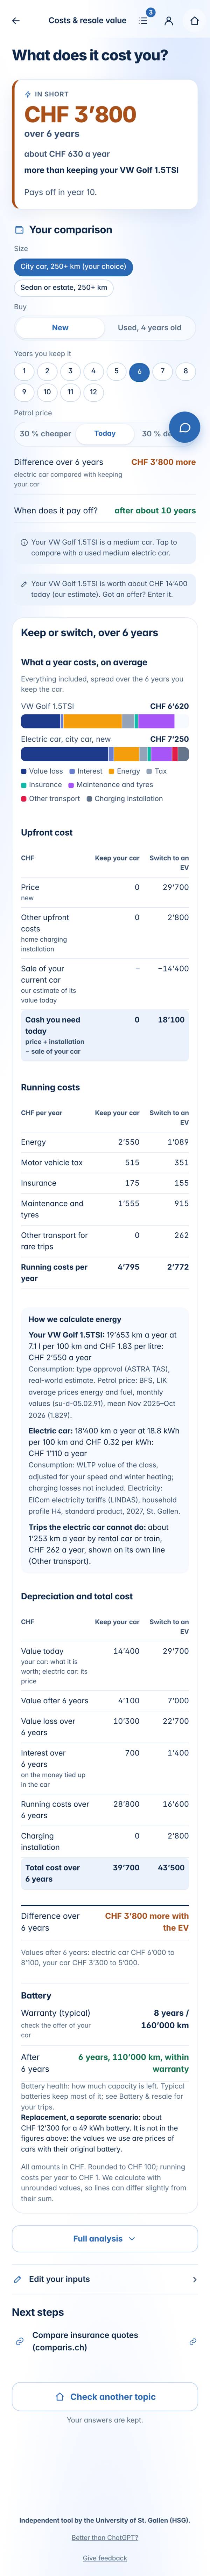 Costs & resale value
3
What does it cost you?
IN SHORT
CHF 3’800
over 6 years
about CHF 630 a year
more than keeping your VW Golf 1.5TSI
Pays off in year 10.
Your comparison
Size
City car, 250+ km (your choice)
Sedan or estate, 250+ km
Buy
New
Used, 4 years old
Years you keep it
1 2 3 4 5 6 7 8
9 10 11 12
Petrol price
30 % cheaper
Today
30 %
Difference over 6 years
CHF 3’800 more
electric car compared with keeping
your car
When does it pay off?
after about 10 years
Your VW Golf 1.5TSI is a medium car. Tap to
compare with a used medium electric car.
Your VW Golf 1.5TSI is worth about CHF 14’400
today (our estimate). Got an offer? Enter it.
Keep or switch, over 6 years
What a year costs, on average
Everything included, spread over the 6 years you
keep the car.
VW Golf 1.5TSI
CHF 6’620
Electric car, city car, new
CHF 7’250
Value loss Interest Energy Tax
Insurance Maintenance and tyres
Other transport Charging installation
Upfront cost
CHF Keep your car Switch to an
EV
Price 0 29’700
new
Other upfront 0 2’800
costs
home charging
installation
Sale of your – −14’400
current car
our estimate of its
value today
Cash you need 0 18’100
today
price + installation
− sale of your car
Running costs
CHF per year Keep your car Switch to an
EV
Energy 2’550 1’089
Motor vehicle tax 515 351
Insurance 175 155
Maintenance and 1’555 915
tyres
Other transport for 0 262
rare trips
Running costs per 4’795 2’772
year
How we calculate energy
Your VW Golf 1.5TSI: 19’653 km a year at
7.1 l per 100 km and CHF 1.83 per litre:
CHF 2’550 a year
Consumption: type approval (ASTRA TAS),
real-world estimate. Petrol price: BFS, LIK
average prices energy and fuel, monthly
values (su-d-05.02.91), mean Nov 2025–Oct
2026 (1.829).
Electric car: 18’400 km a year at 18.8 kWh
per 100 km and CHF 0.32 per kWh:
CHF 1’110 a year
Consumption: WLTP value of the class,
adjusted for your speed and winter heating;
charging losses not included. Electricity:
ElCom electricity tariffs (LINDAS), household
profile H4, standard product, 2027, St. Gallen.
Trips the electric car cannot do: about
1’253 km a year by rental car or train,
CHF 262 a year, shown on its own line
(Other transport).
Depreciation and total cost
CHF Keep your car Switch to an
EV
Value today 14’400 29’700
your car: what it is
worth; electric car: its
price
Value after 6 years 4’100 7’000
Value loss over 10’300 22’700
6 years
Interest over 700 1’400
6 years
on the money tied up
in the car
Running costs over 28’800 16’600
6 years
Charging 0 2’800
installation
Total cost over 39’700 43’500
6 years
Difference over CHF 3’800 more with
6 years the EV
Values after 6 years: electric car CHF 6’000 to
8’100, your car CHF 3’300 to 5’000.
Battery
Warranty (typical) 8 years /
check the offer of your 160’000 km
car
After 6 years, 110’000 km, within
6 years warranty
Battery health: how much capacity is left. Typical
batteries keep most of it; see Battery & resale for
your trips.
Replacement, a separate scenario: about
CHF 12’300 for a 49 kWh battery. It is not in the
figures above: the values we use are prices of
cars with their original battery.
All amounts in CHF. Rounded to CHF 100; running
costs per year to CHF 1. We calculate with
unrounded values, so lines can differ slightly from
their sum.
Full analysis
Edit your inputs
Next steps
Compare insurance quotes
(comparis.ch)
Check another topic
Your answers are kept.
Independent tool by the University of St. Gallen (HSG).
Better than ChatGPT?
Give feedback